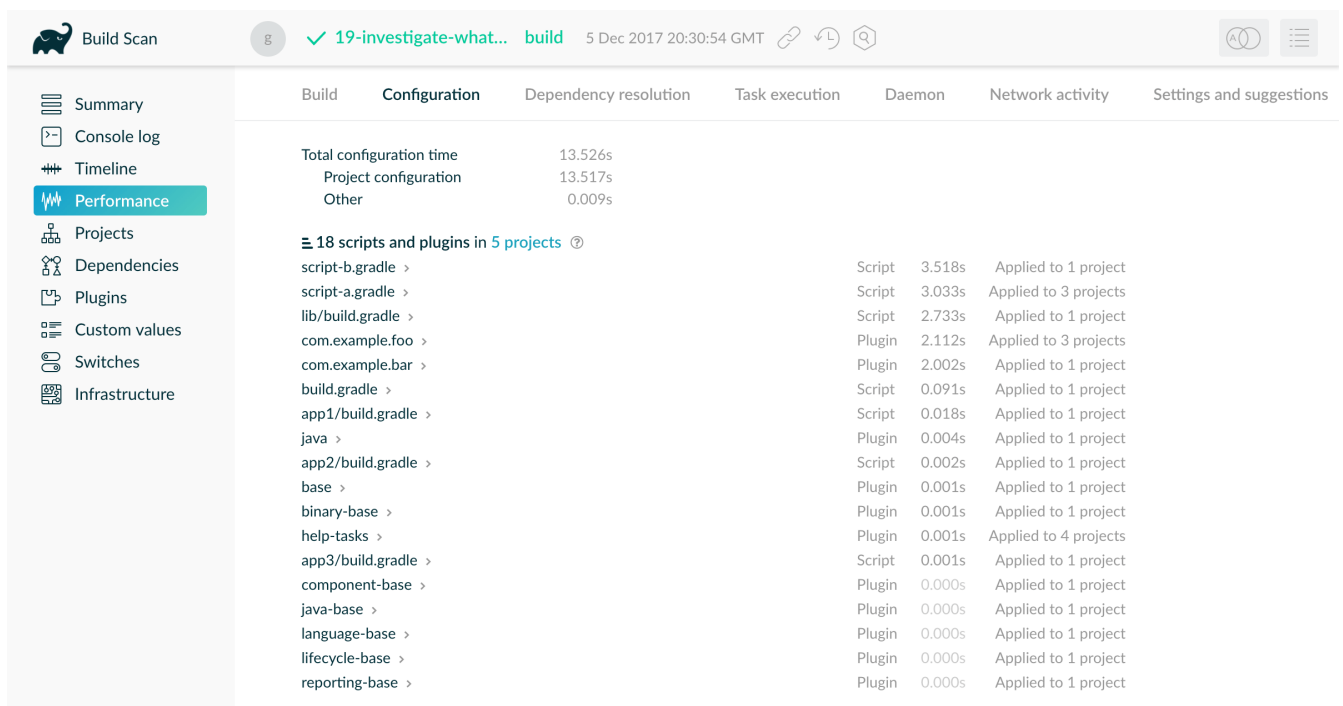 Build Scan
g 19-investigate-what... build 5 Dec 2017 20:30:54 GMT
A
Summary
Console log
Timeline
Performance
Projects
Dependencies
Plugins
Custom values
Switches
Infrastructure
Build Configuration Dependency resolution Task execution Daemon Network activity Settings and suggestions
Total configuration time 13.526s
Project configuration 13.517s
Other 0.009s
18 scripts and plugins in 5 projects ?
script-b.gradle > Script 3.518s Applied to 1 project
script-a.gradle > Script 3.033s Applied to 3 projects
lib/build.gradle > Script 2.733s Applied to 1 project
com.example.foo > Plugin 2.112s Applied to 3 projects
com.example.bar > Plugin 2.002s Applied to 1 project
build.gradle > Script 0.091s Applied to 1 project
app1/build.gradle > Script 0.018s Applied to 1 project
java > Plugin 0.004s Applied to 1 project
app2/build.gradle > Script 0.002s Applied to 1 project
base > Plugin 0.001s Applied to 1 project
binary-base > Plugin 0.001s Applied to 1 project
help-tasks > Plugin 0.001s Applied to 4 projects
app3/build.gradle > Script 0.001s Applied to 1 project
component-base > Plugin 0.000s Applied to 1 project
java-base > Plugin 0.000s Applied to 1 project
language-base > Plugin 0.000s Applied to 1 project
lifecycle-base > Plugin 0.000s Applied to 1 project
reporting-base > Plugin 0.000s Applied to 1 project